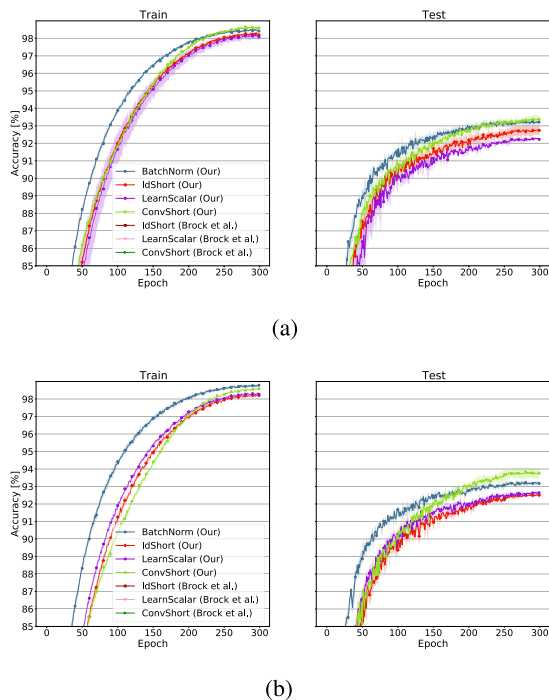 Train
Test
Accuracy [%]
98
97
96
95
94
93
92
91
90
89
88
87
86
85
BatchNorm (Our)
IdShort (Our)
LearnScalar (Our)
ConvShort (Our)
IdShort (Brock et al.)
LearnScalar (Brock et al.)
ConvShort (Brock et al.)
0 50 100 150 200 250 300
Epoch
0 50 100 150 200 250 300
Epoch
(a)
Train
Test
Accuracy [%]
98
97
96
95
94
93
92
91
90
89
88
87
86
85
BatchNorm (Our)
IdShort (Our)
LearnScalar (Our)
ConvShort (Our)
IdShort (Brock et al.)
LearnScalar (Brock et al.)
ConvShort (Brock et al.)
0 50 100 150 200 250 300
Epoch
0 50 100 150 200 250 300
Epoch
(b)